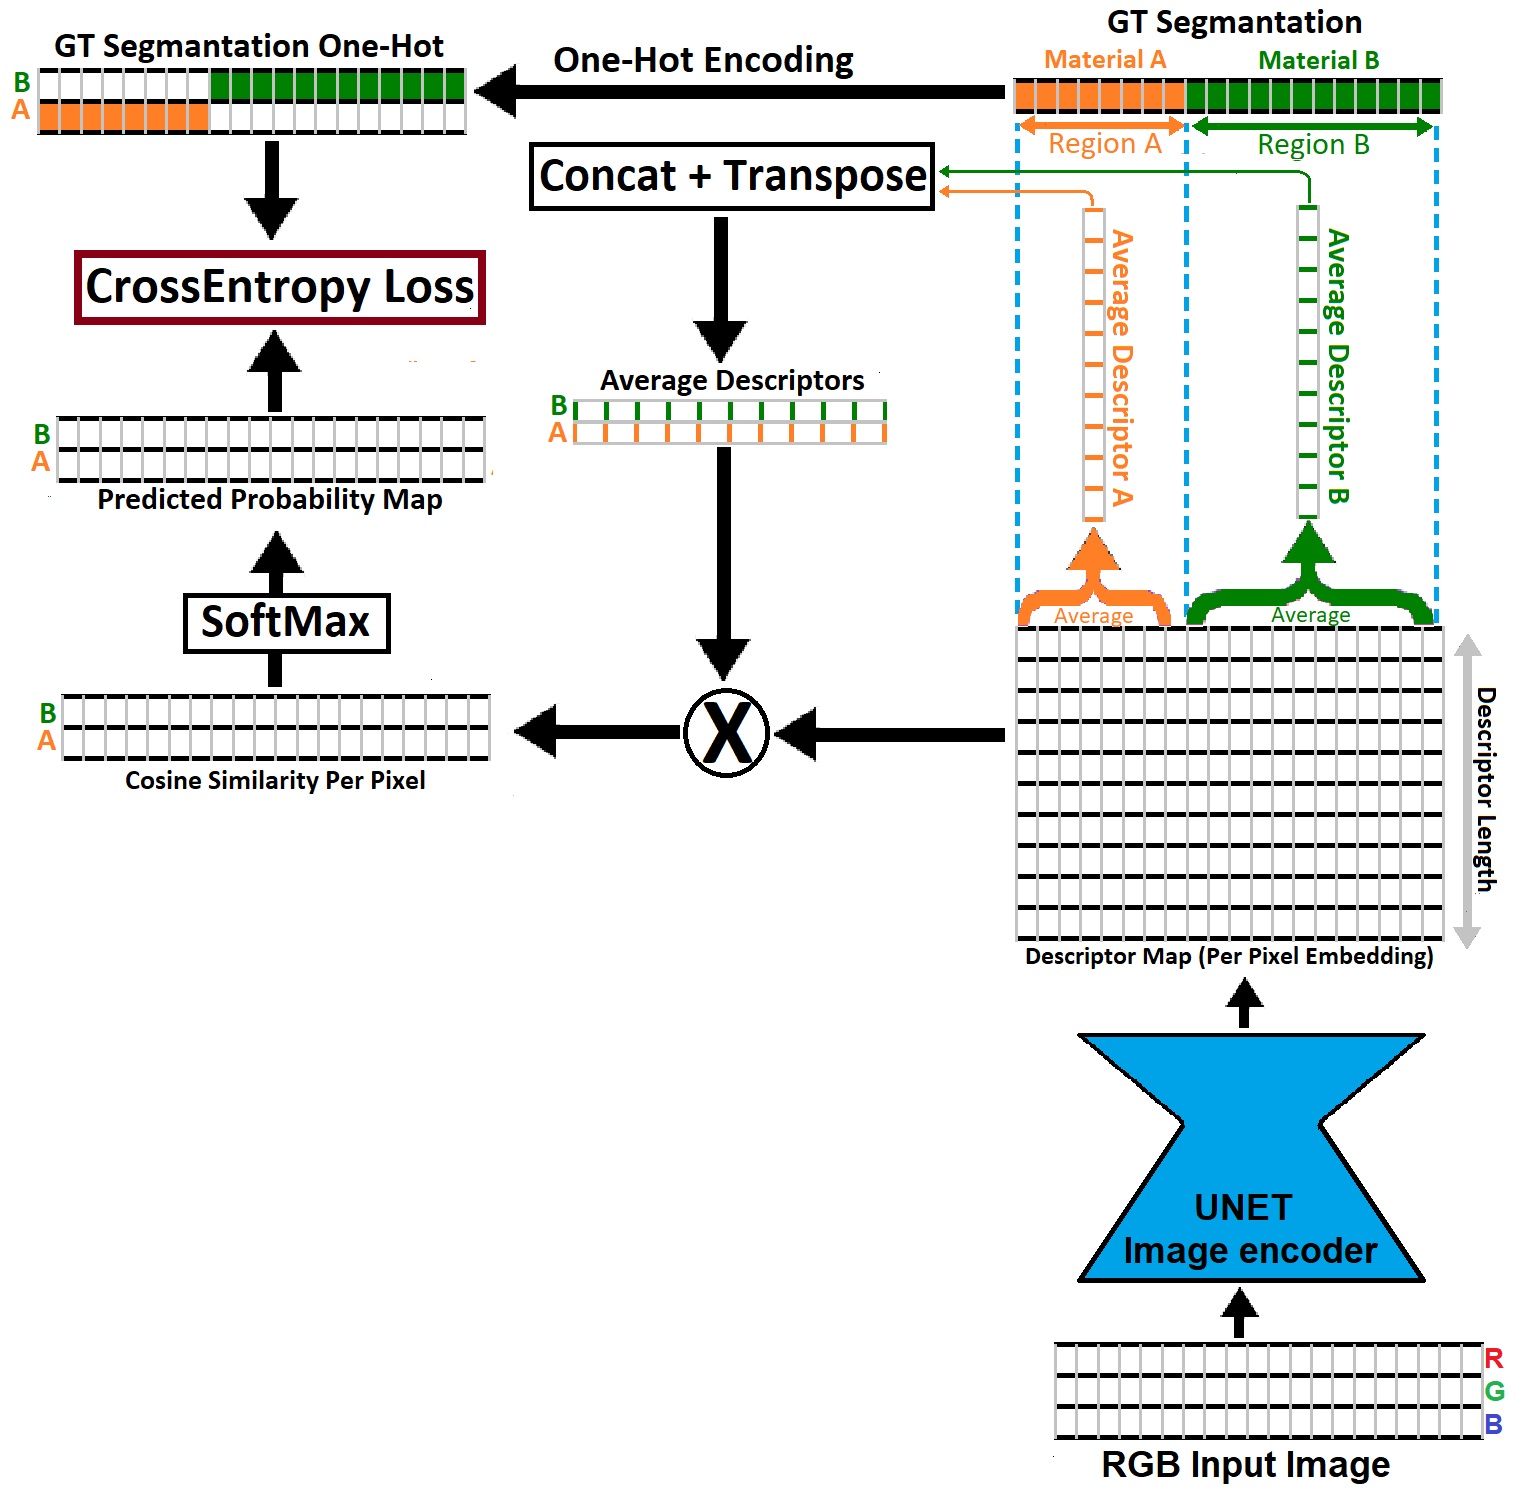 GT Segmantation
GT Segmantation One-Hot
One-Hot Encoding
Material A
Material B
B
A
Region A
Region B
Concat + Transpose
CrossEntropy Loss
Average Descriptor A
Average Descriptor B
Average Descriptors
B
A
B
A
Predicted Probability Map
SoftMax
Average
Average
B
A
X
Cosine Similarity Per Pixel
Descriptor Length
Descriptor Map (Per Pixel Embedding)
UNET
Image encoder
R
G
B
RGB Input Image